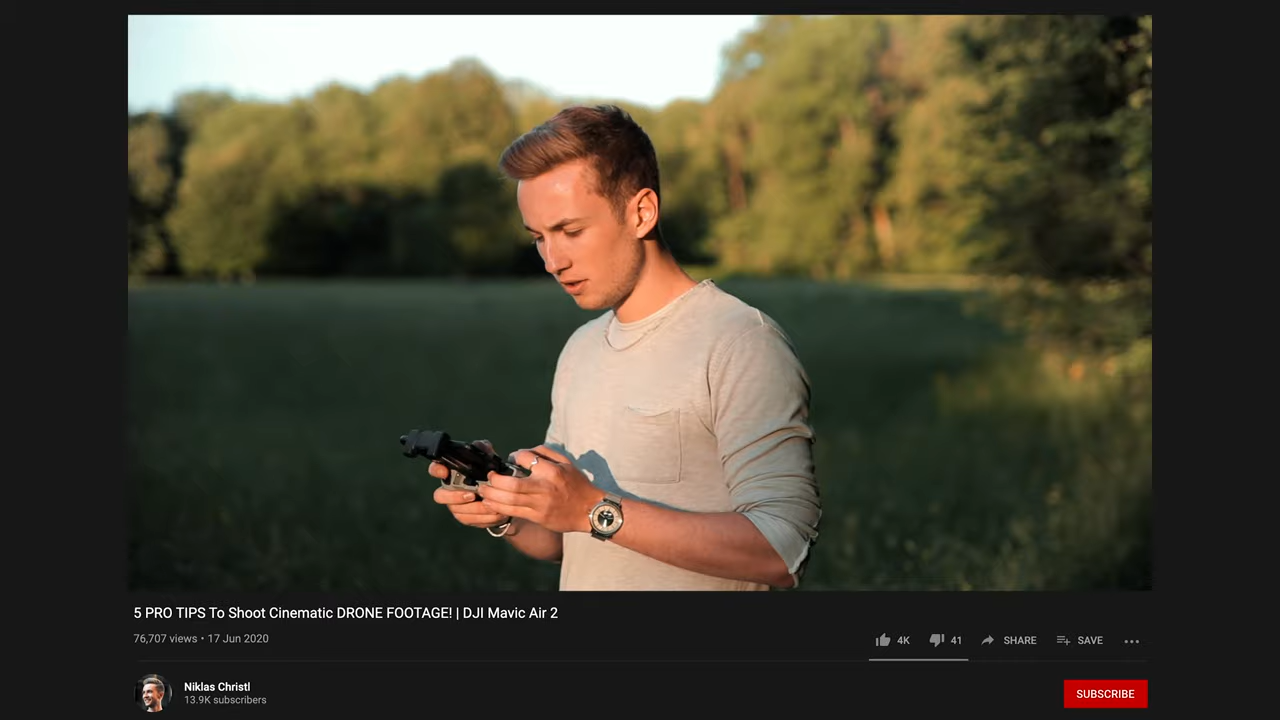 5 PRO TIPS To Shoot Cinematic DRONE FOOTAGE! | DJI Mavic Air 2
76,707 views • 17 Jun 2020
4K 41 SHARE SAVE
Niklas Christl
13.9K subscribers
SUBSCRIBE